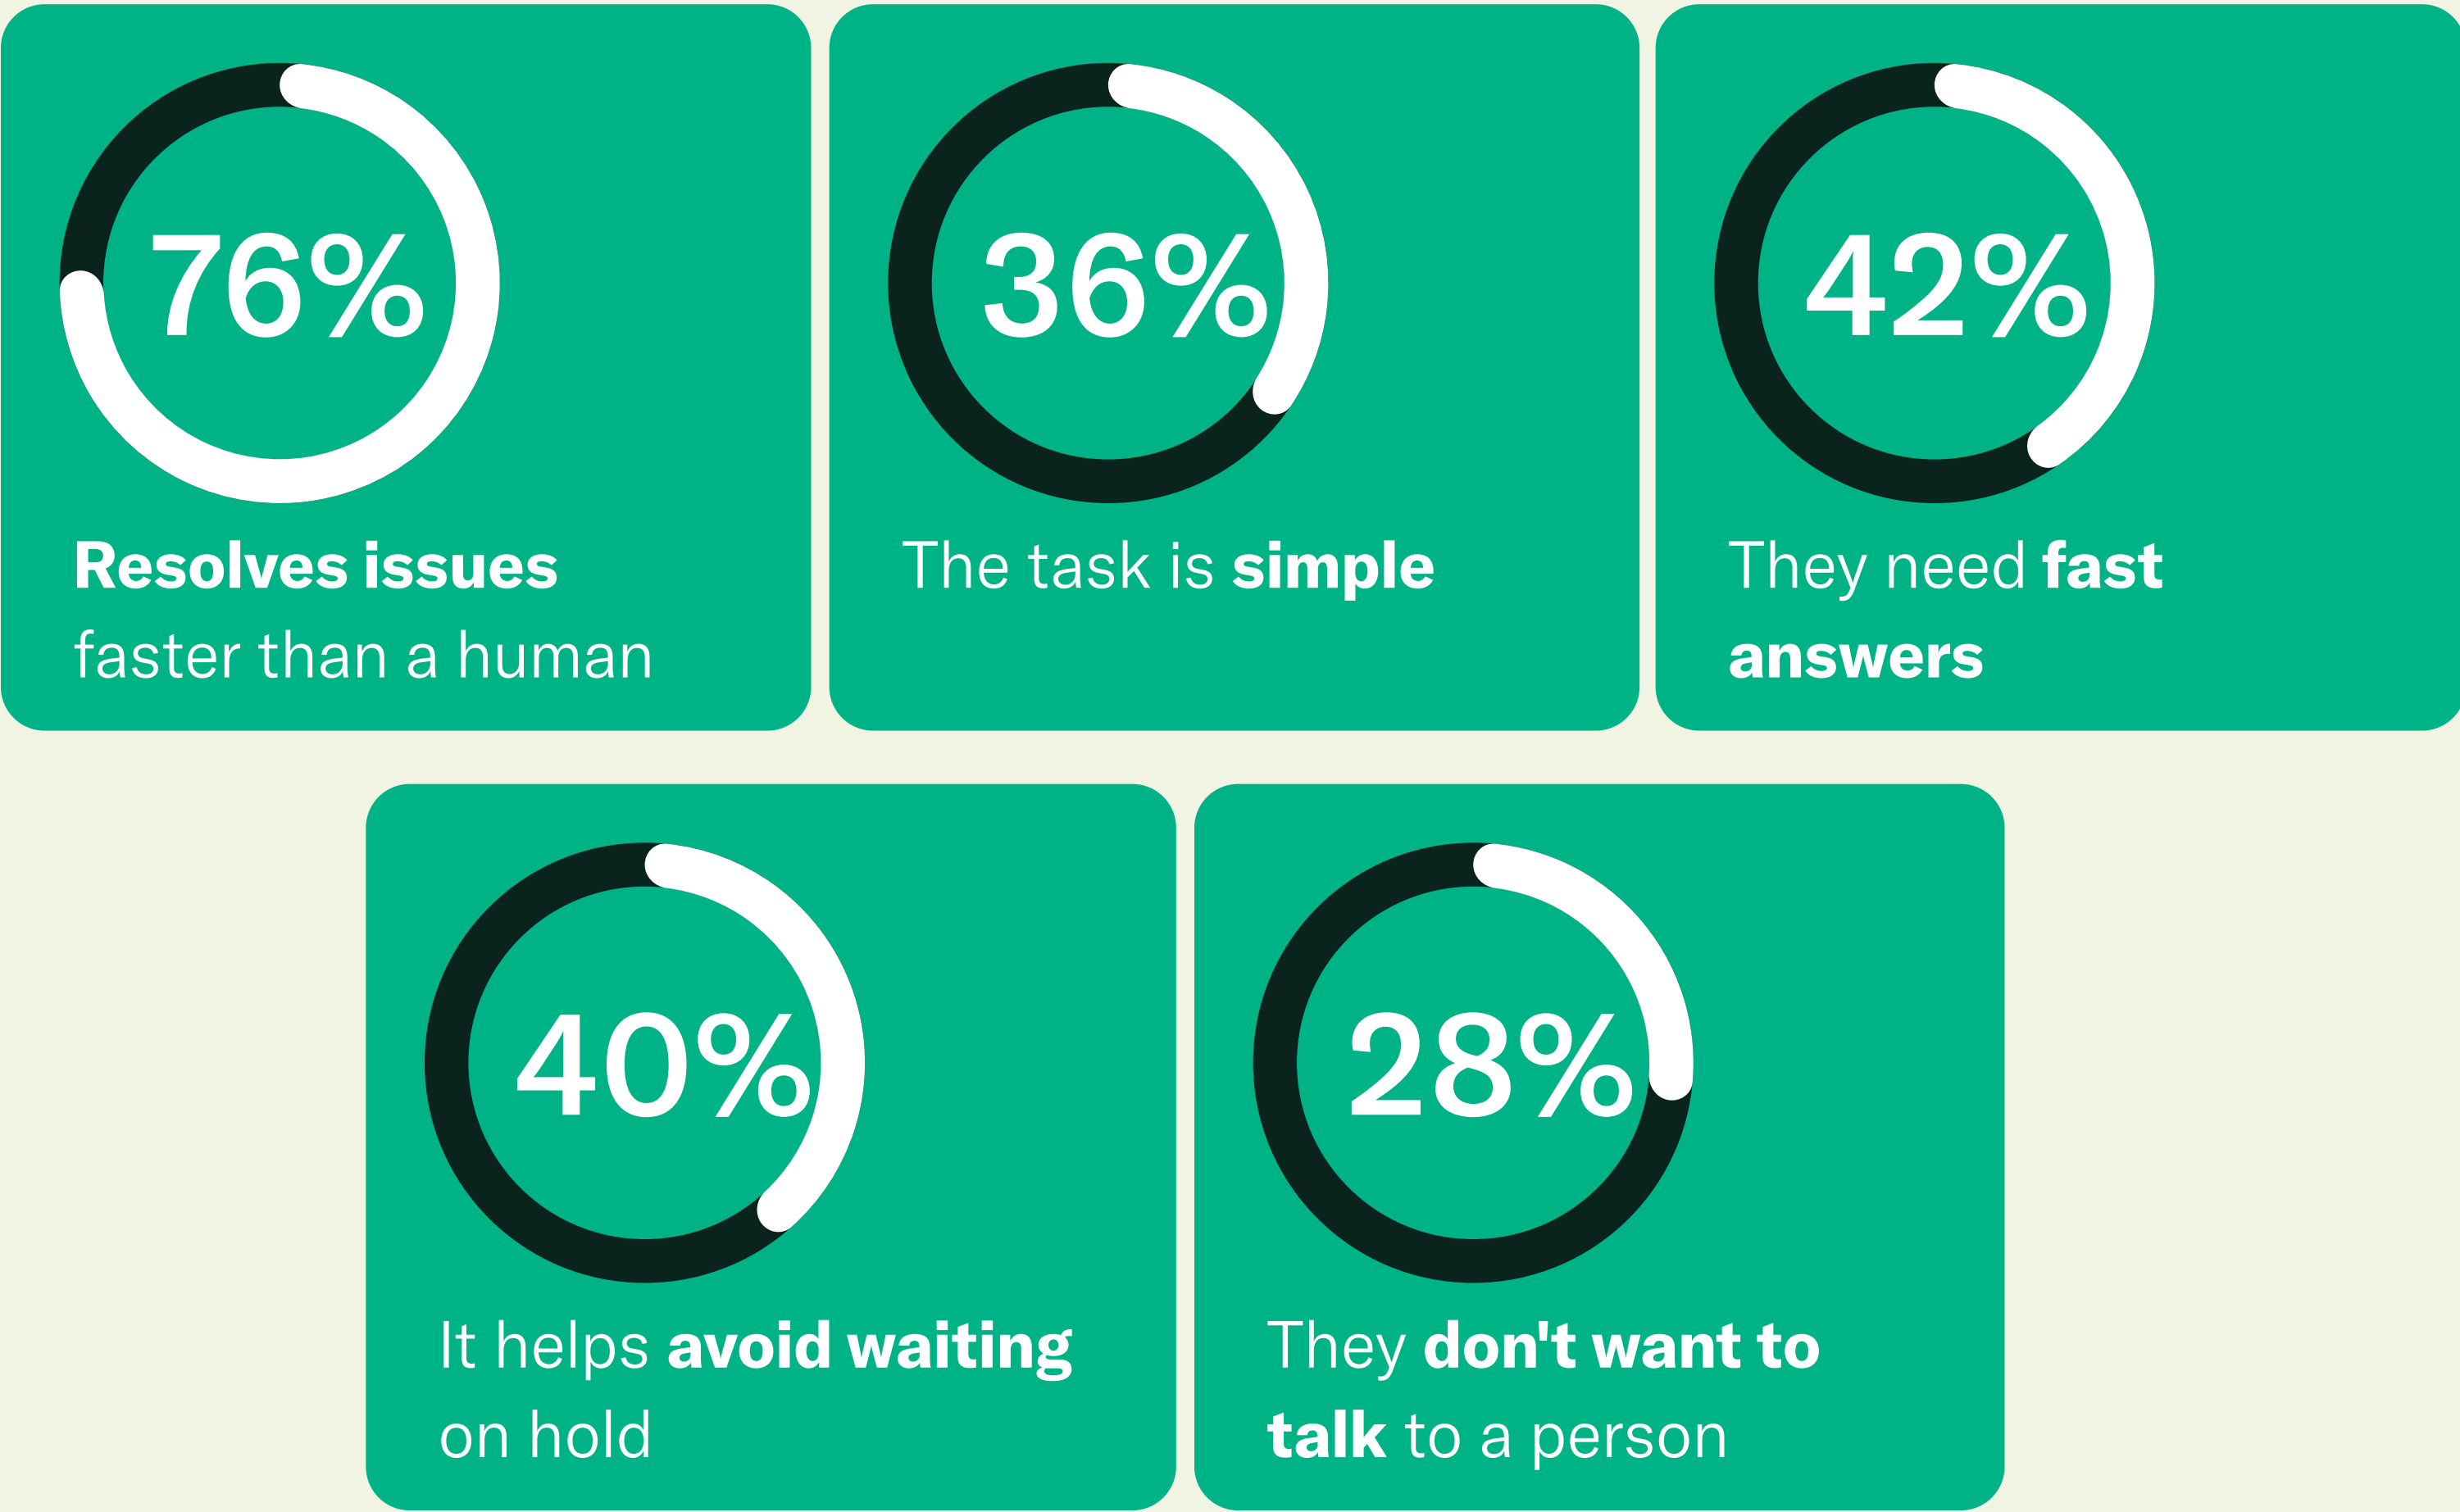 76%
Resolves issues
faster than a human
36%
The task is simple
42%
They need fast
answers
40%
It helps avoid waiting
on hold
28%
They don't want to
talk to a person